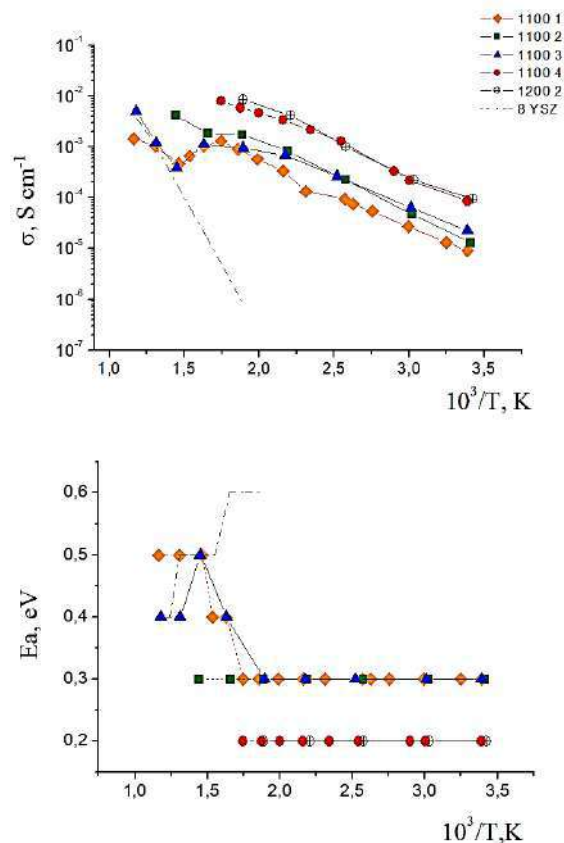 1100 1
1100 2
1100 3
1100 4
1200 2
8 YSZ
10⁻¹
10⁻²
10⁻³
10⁻⁴
10⁻⁵
10⁻⁶
10⁻⁷
σ, S cm⁻¹
1,0 1,5 2,0 2,5 3,0 3,5
10³/T, K
0,6
0,5
0,4
0,3
0,2
Ea, eV
1,0 1,5 2,0 2,5 3,0 3,5
10³/T,K